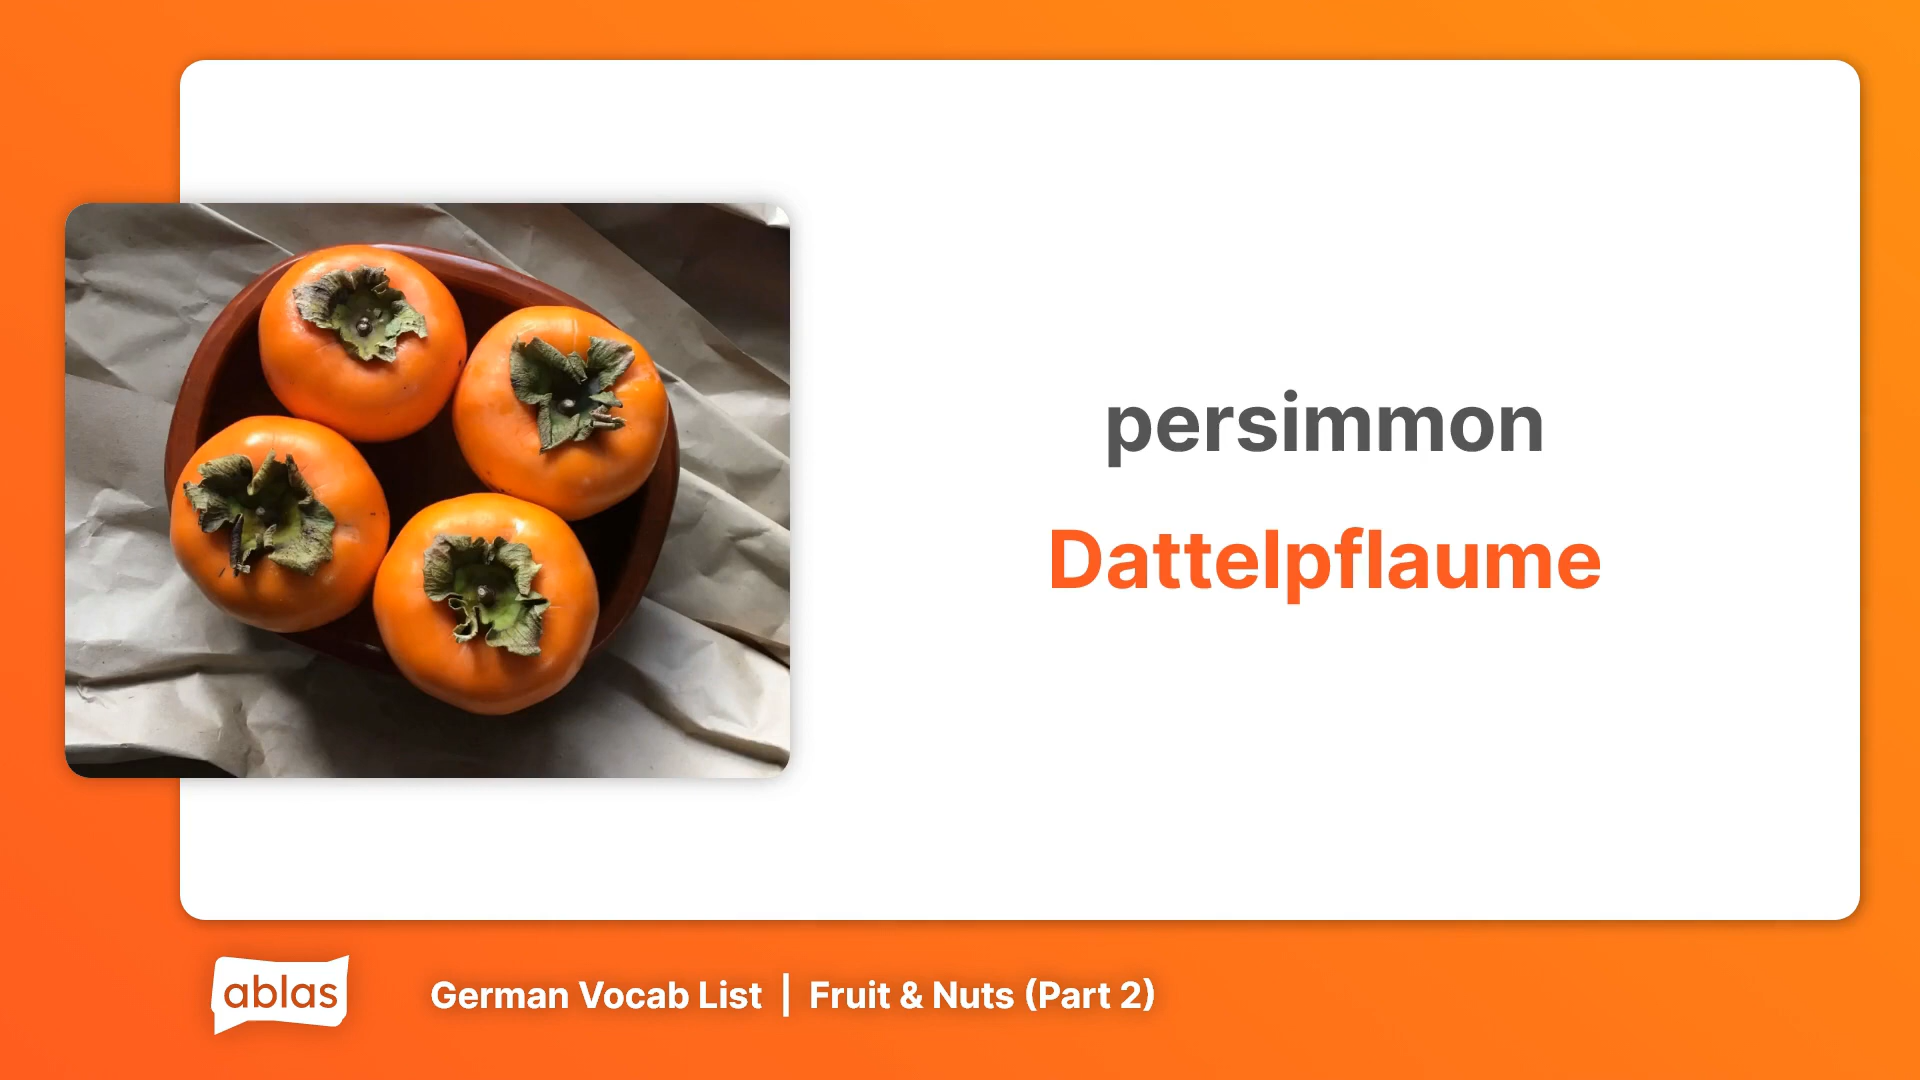 persimmon
Dattelpflaume
ablas
German Vocab List | Fruit & Nuts (Part 2)